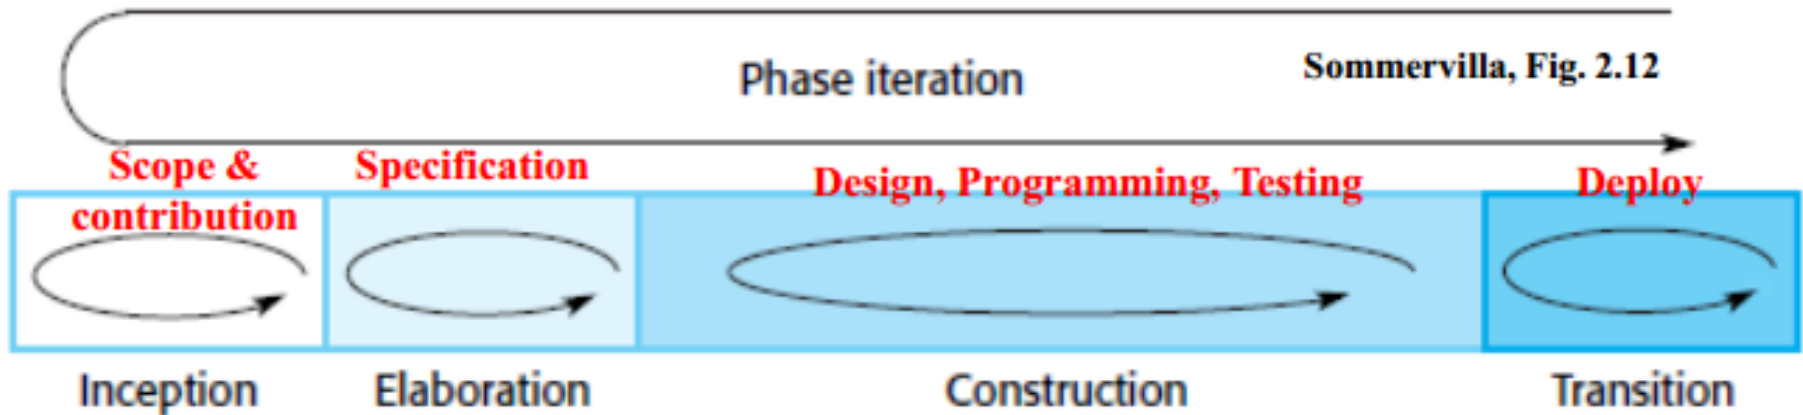 Phase iteration
Sommervilla, Fig. 2.12
Scope &
contribution
Specification
Design, Programming, Testing
Deploy
Inception
Elaboration
Construction
Transition